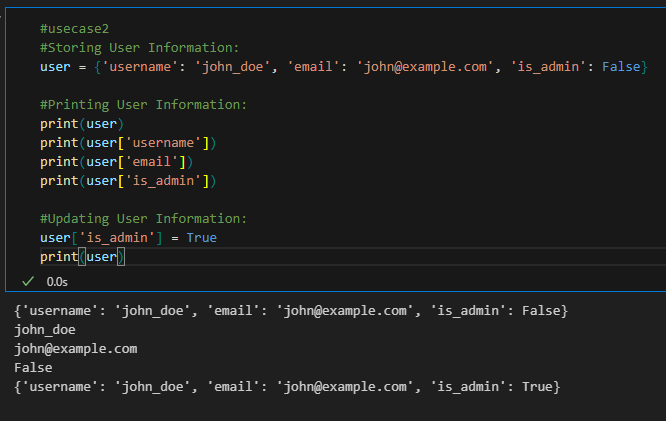 #usecase2
#Storing User Information:
user = {'username': 'john_doe', 'email': 'john@example.com', 'is_admin': False}
#Printing User Information:
print(user)
print(user['username'])
print(user['email'])
print(user['is_admin'])
#Updating User Information:
user['is_admin'] = True
print(user)
0.0s
{'username': 'john_doe', 'email': 'john@example.com', 'is_admin': False}
john_doe
john@example.com
False
{'username': 'john_doe', 'email': 'john@example.com', 'is_admin': True}